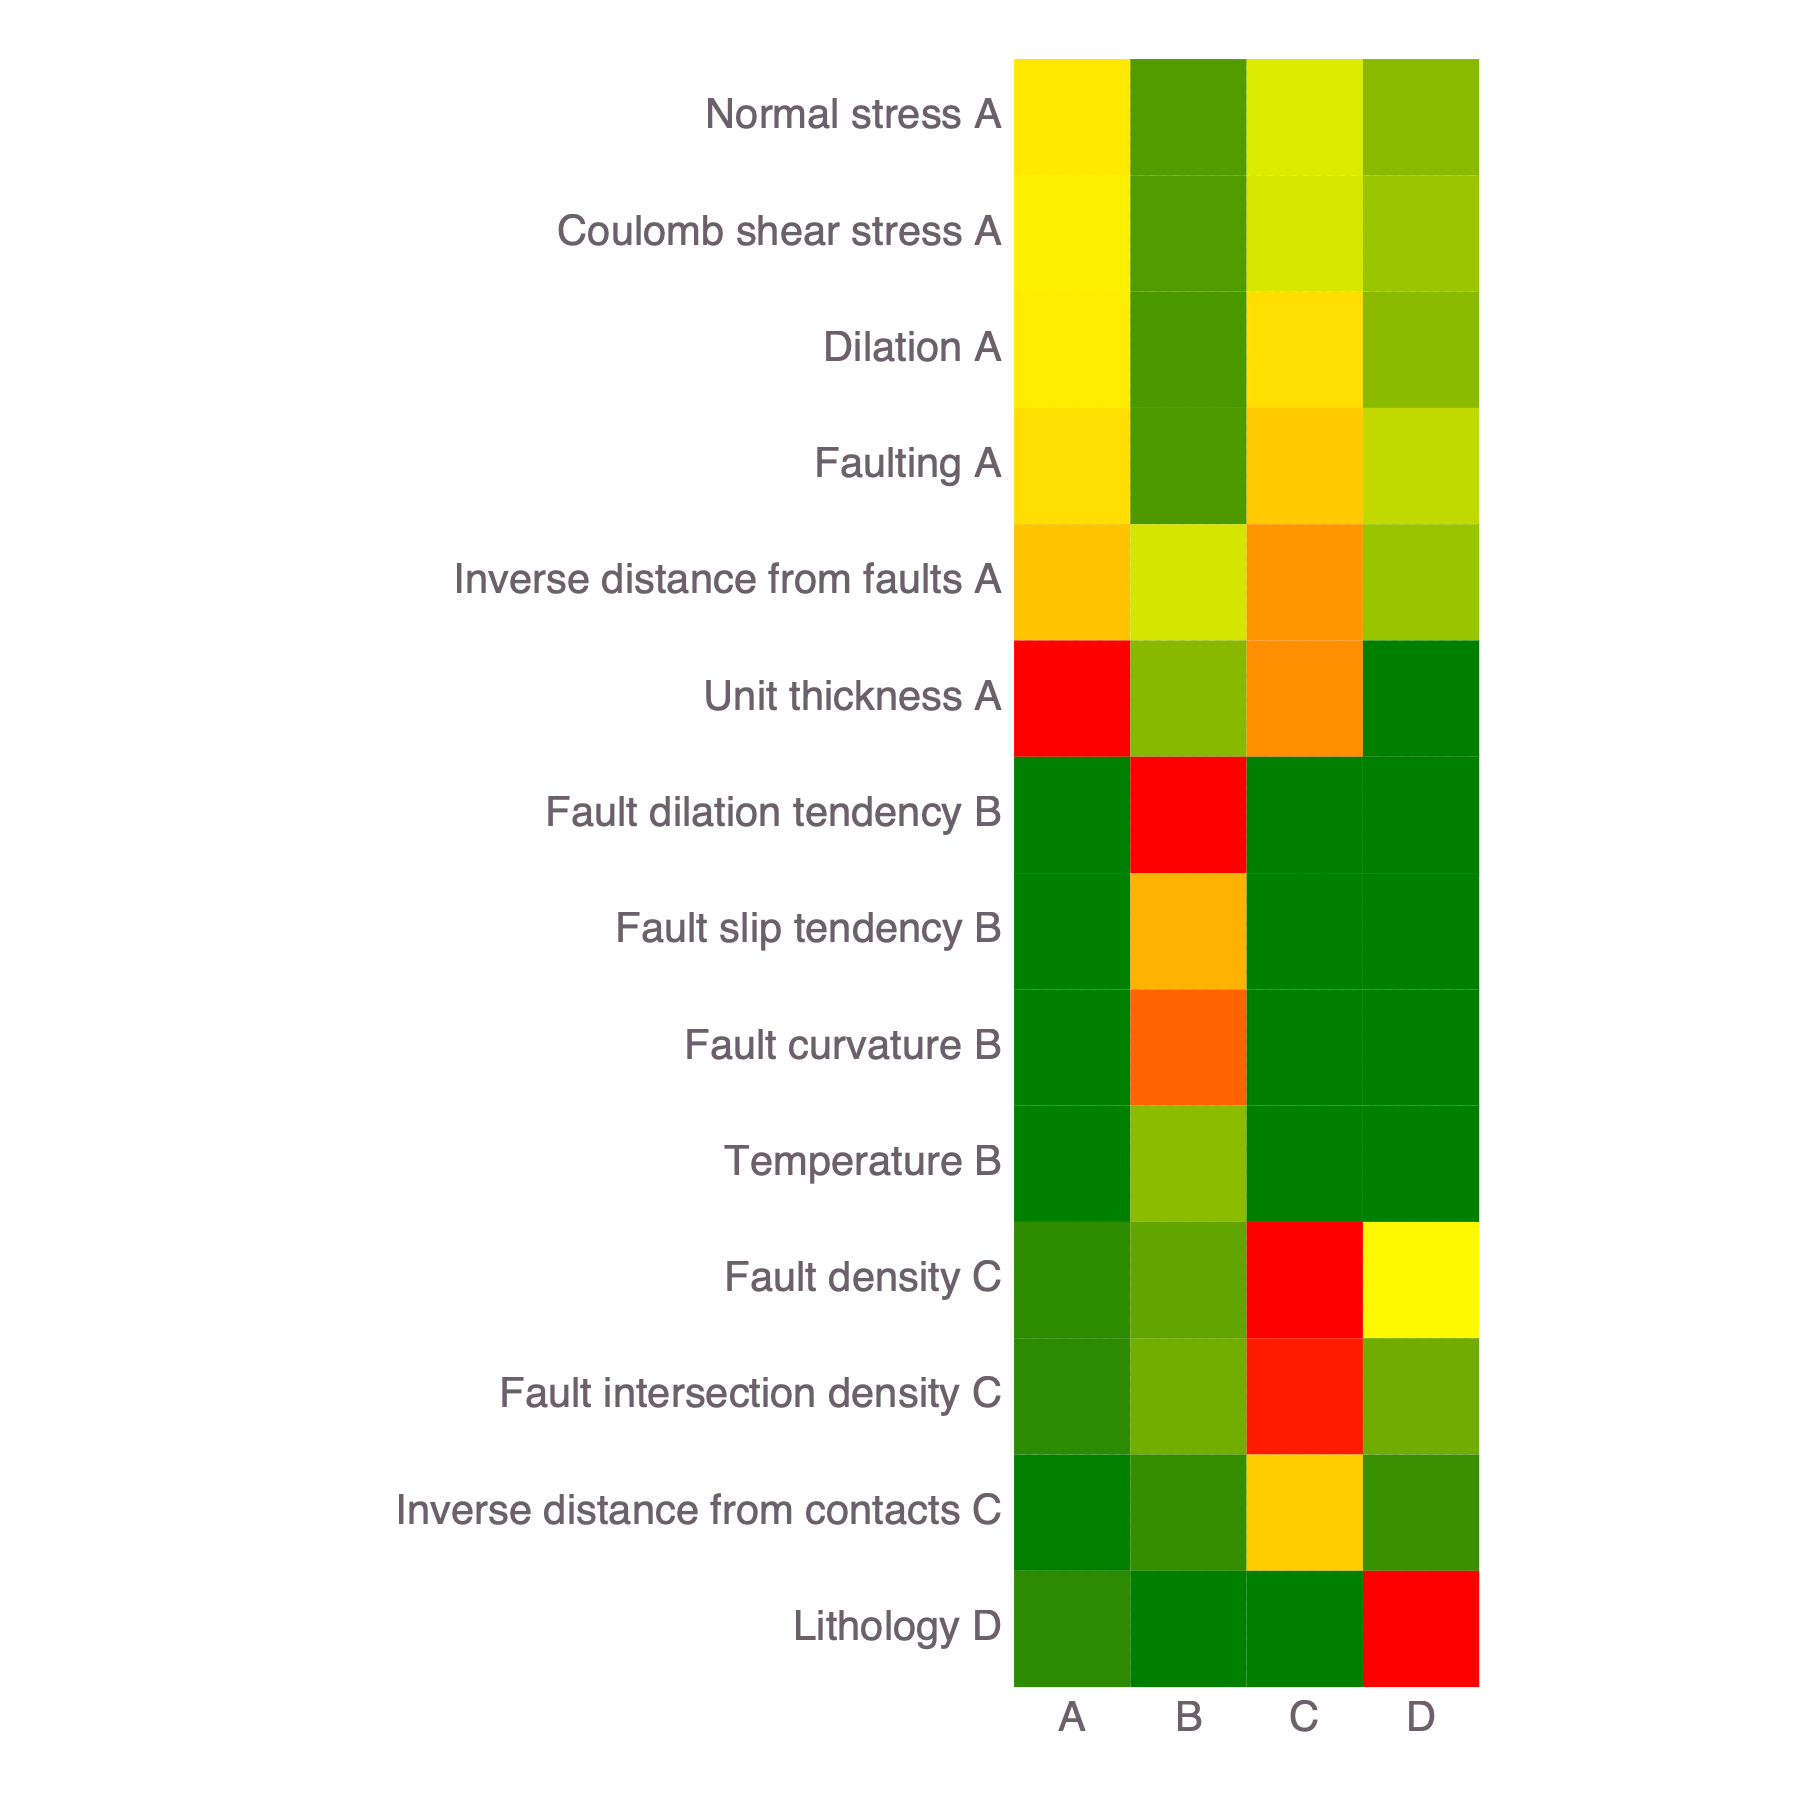 Normal stress A
Coulomb shear stress A
Dilation A
Faulting A
Inverse distance from faults A
Unit thickness A
Fault dilation tendency B
Fault slip tendency B
Fault curvature B
Temperature B
Fault density C
Fault intersection density C
Inverse distance from contacts C
Lithology D
A B C D